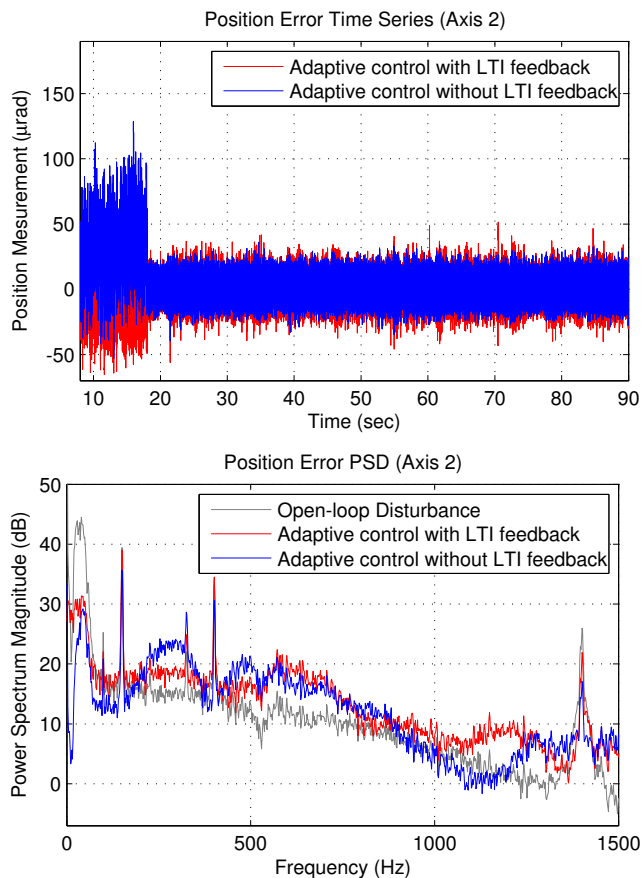 Position Error Time Series (Axis 2)
Adaptive control with LTI feedback
Adaptive control without LTI feedback
Position Mesurement (μrad)
150
100
50
0
-50
10 20 30 40 50 60 70 80 90
Time (sec)
Position Error PSD (Axis 2)
Open-loop Disturbance
Adaptive control with LTI feedback
Adaptive control without LTI feedback
Power Spectrum Magnitude (dB)
50
40
30
20
10
0
0 500 1000 1500
Frequency (Hz)